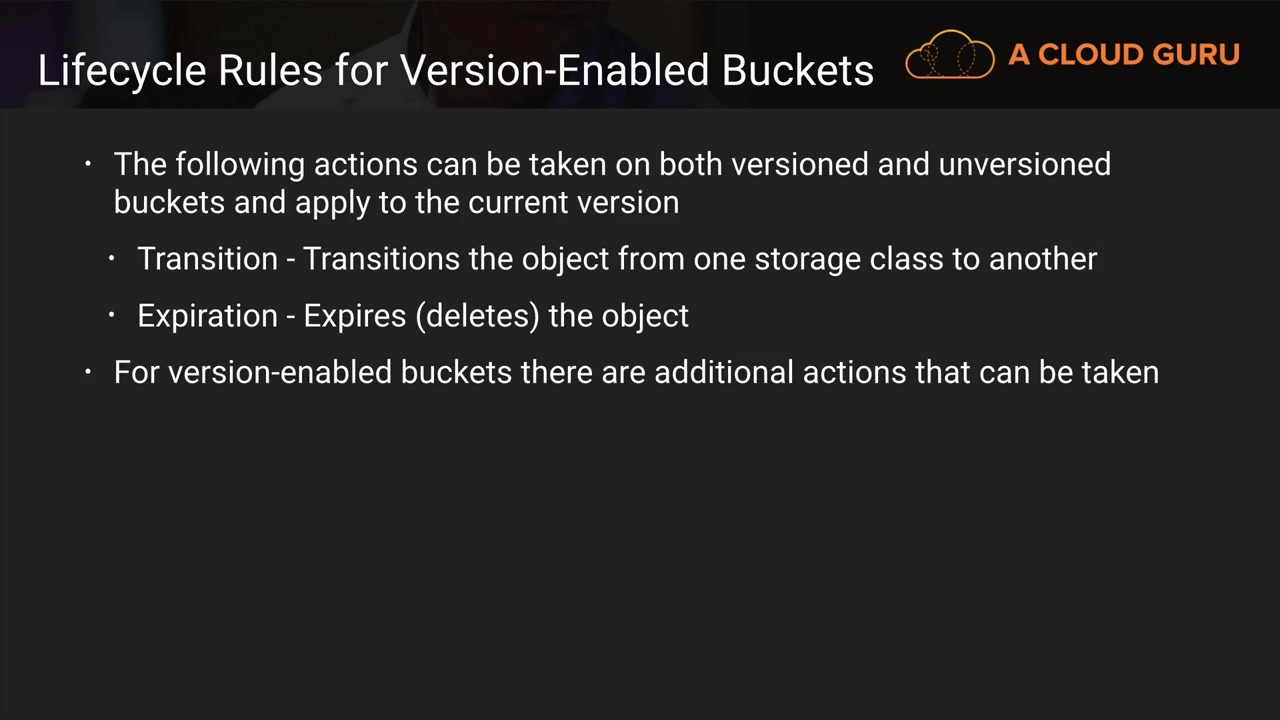 Lifecycle Rules for Version-Enabled Buckets
A CLOUD GURU
• The following actions can be taken on both versioned and unversioned
buckets and apply to the current version
• Transition - Transitions the object from one storage class to another
• Expiration - Expires (deletes) the object
• For version-enabled buckets there are additional actions that can be taken